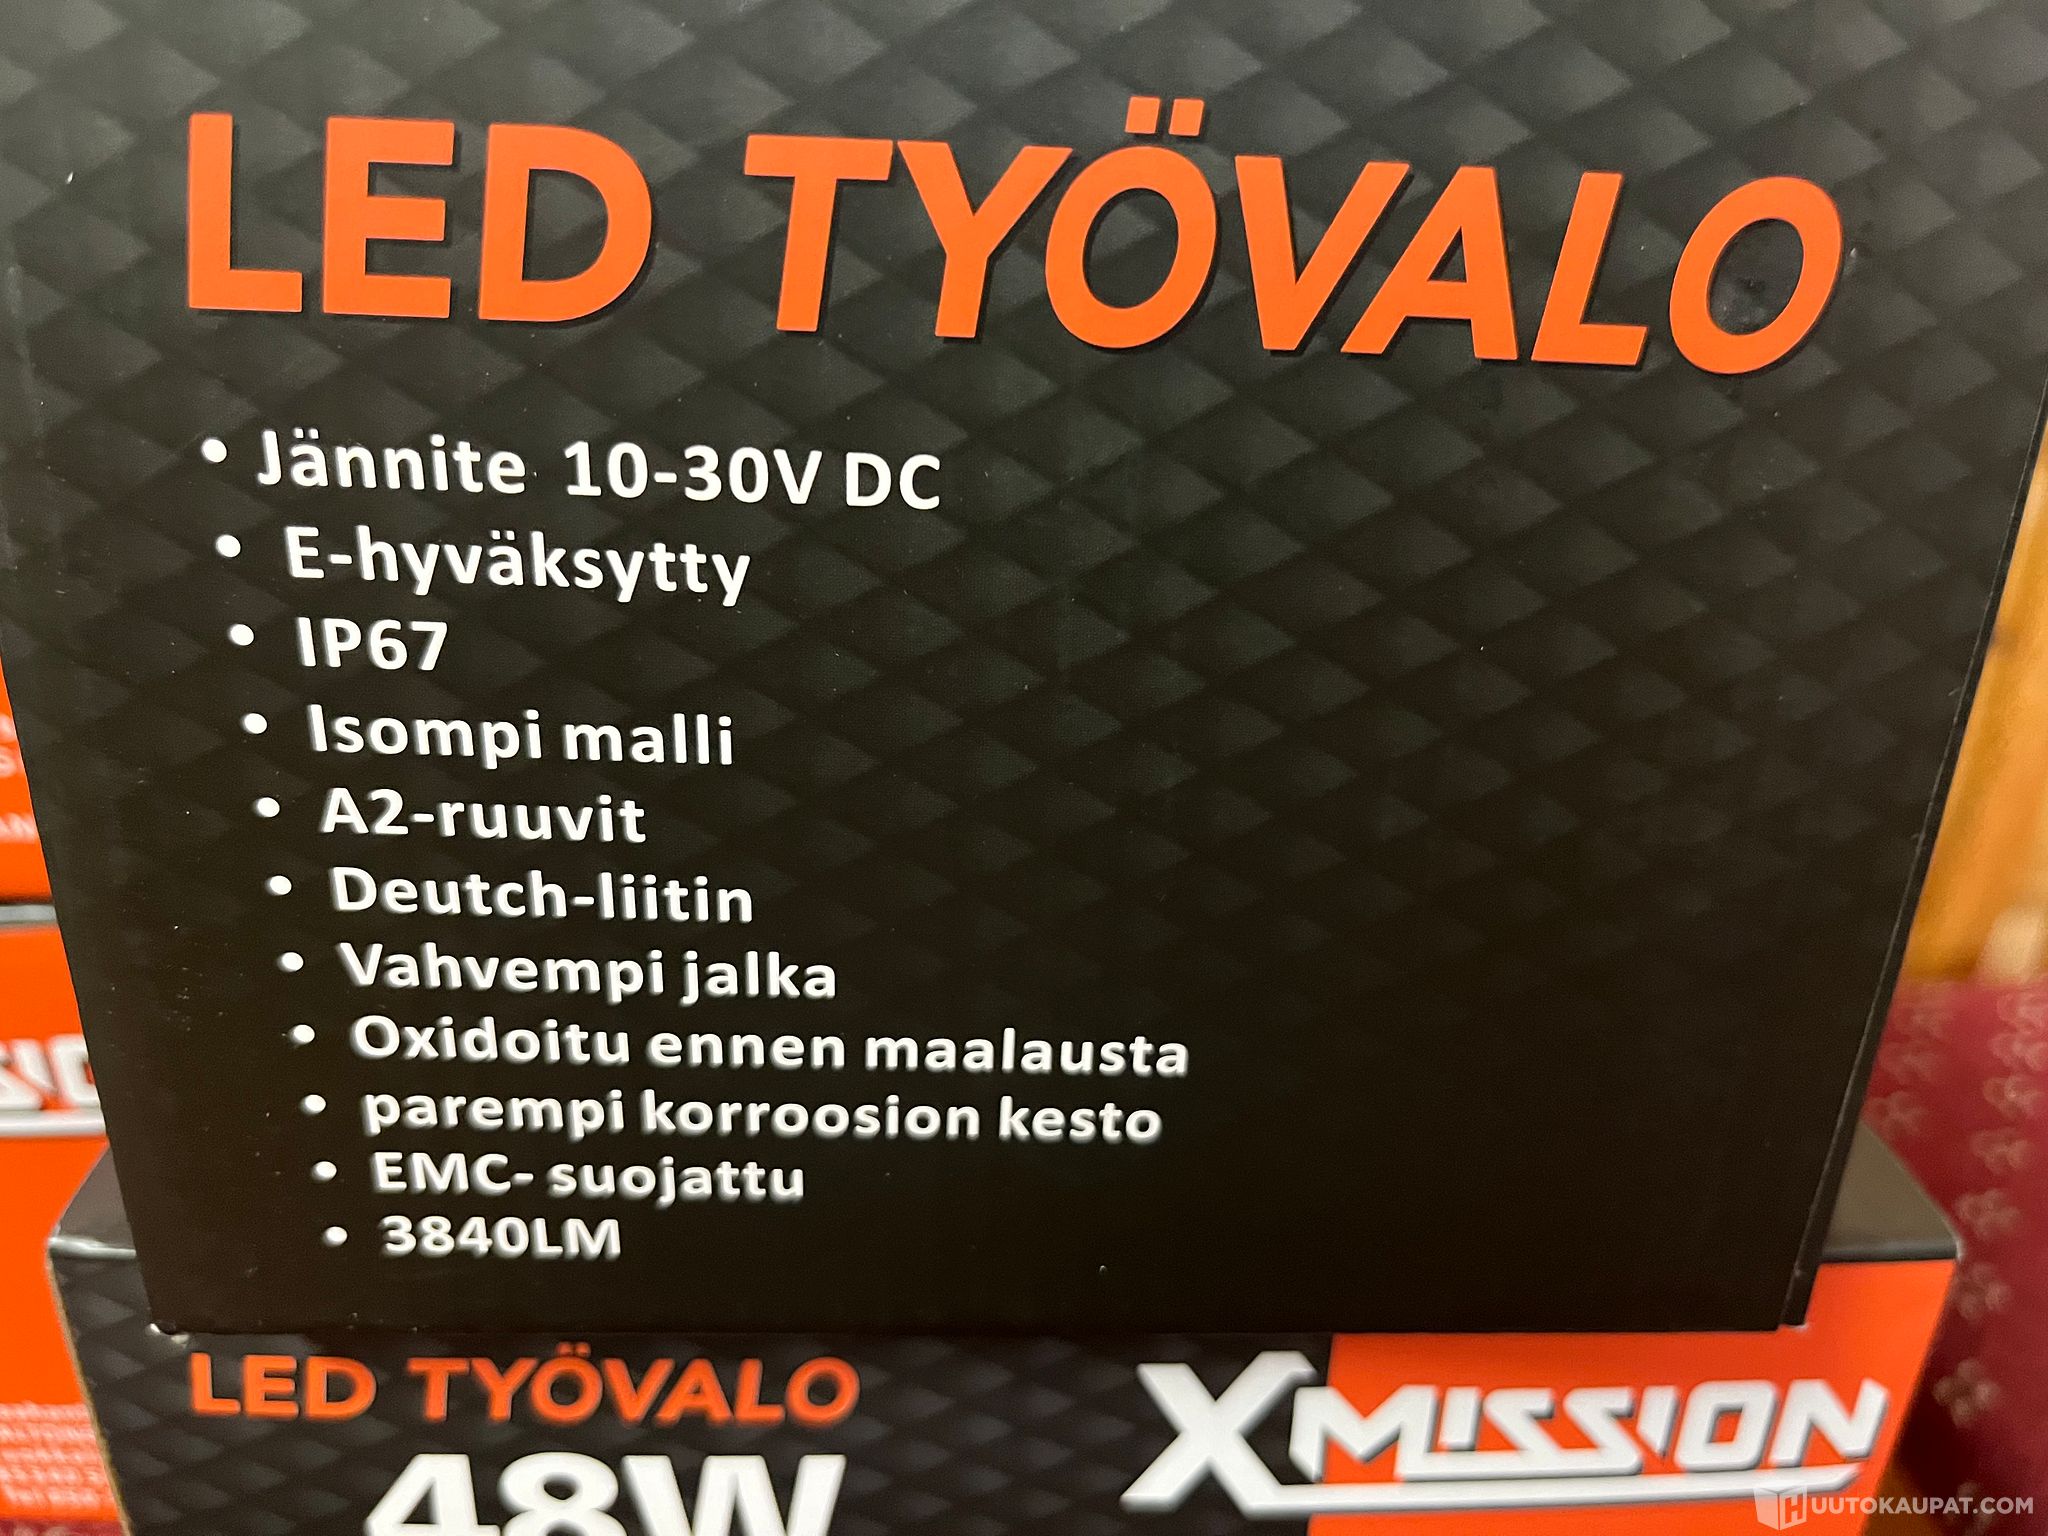 LED TYÖVALO
• Jännite 10-30V DC
• E-hyväksytty
• IP67
• Isompi malli
• A2-ruuvit
• Deutch-liitin
• Vahvempi jalka
• Oxidoitu ennen maalausta
• parempi korroosion kesto
• EMC- suojattu
• 3840LM
LED TYÖVALO
48W
XMISSION
HUUTOKAUPAT.COM